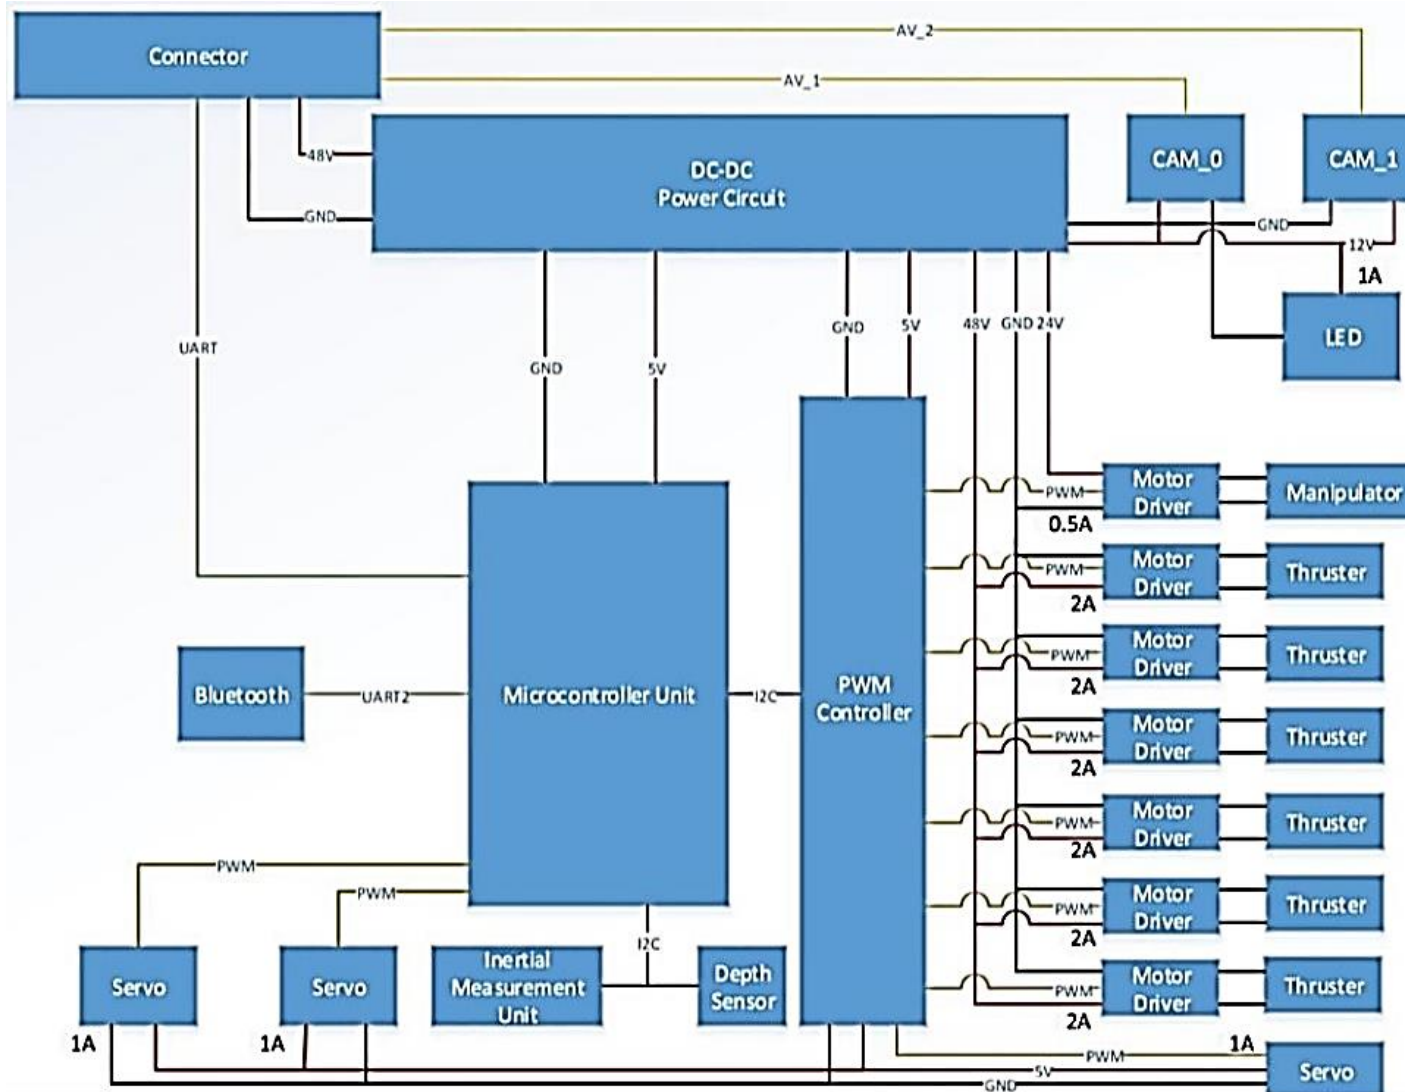 AV_2
Connector
AV_1
DC-DC
Power Circuit
CAM_0
CAM_1
48V
GND
GND
12V
1A
UART
GND
5V
GND
5V
48V
GND
24V
LED
PWM
0.5A
Motor
Driver
Manipulator
PWM
2A
Motor
Driver
Thruster
PWM
2A
Motor
Driver
Thruster
Bluetooth
UART2
Microcontroller Unit
I2C
PWM
Controller
PWM
2A
Motor
Driver
Thruster
PWM
2A
Motor
Driver
Thruster
PWM
PWM
PWM
2A
Motor
Driver
Thruster
I2C
Servo
Servo
Inertial
Measurement
Unit
Depth
Sensor
PWM
2A
Motor
Driver
Thruster
1A
1A
PWM
1A
5V
GND
Servo